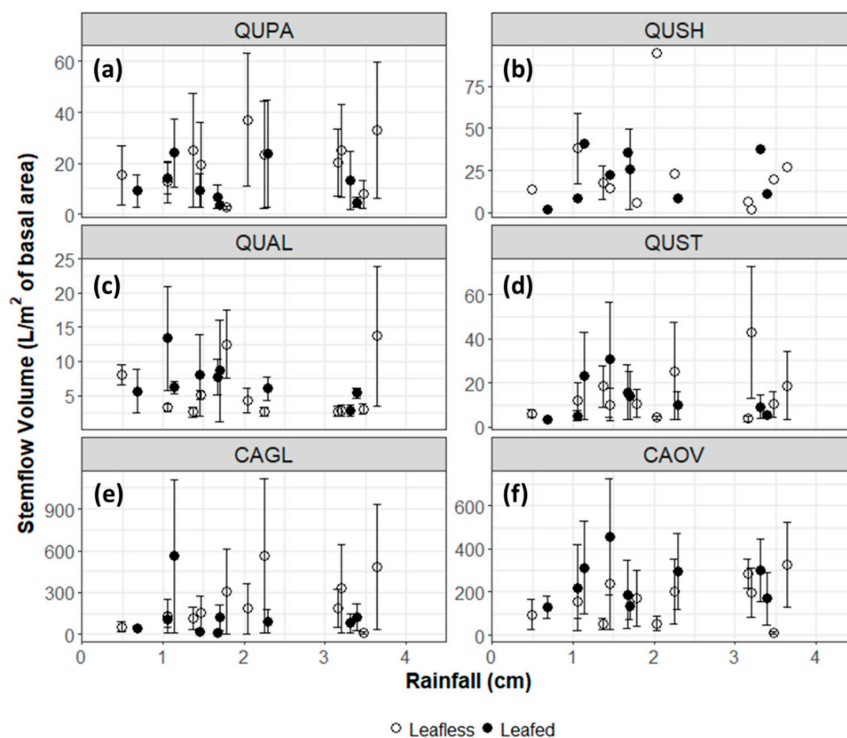 QUPA
QUSH
(a)
(b)
60
40
20
0
75
50
25
0
QUAL
QUST
(c)
(d)
25
20
15
10
5
60
40
20
0
CAGL
CAOV
(e)
(f)
900
600
300
0
600
400
200
0
0 1 2 3 4
0 1 2 3 4
Stemflow Volume (L/m² of basal area)
Rainfall (cm)
Leafless Leafed